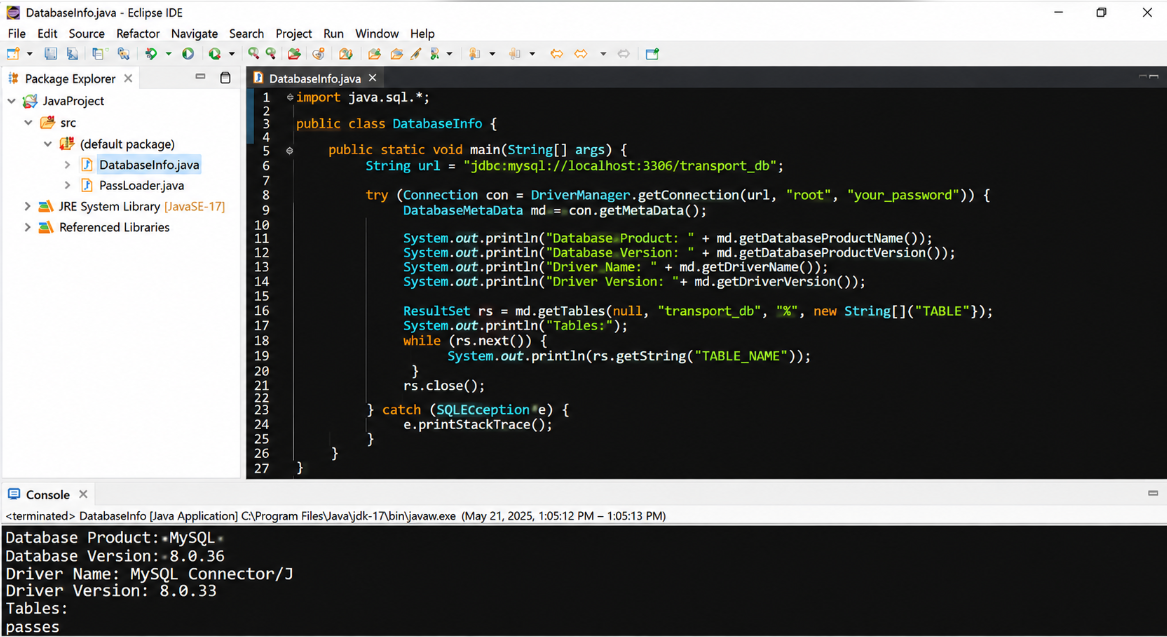 DatabaseInfo.java - Eclipse IDE
File Edit Source Refactor Navigate Search Project Run Window Help
Package Explorer
JavaProject
src
(default package)
DatabaseInfo.java
PassLoader.java
JRE System Library [JavaSE-17]
Referenced Libraries
DatabaseInfo.java
1 import java.sql.*;
2
3 public class DatabaseInfo {
4
5 public static void main(String[] args) {
6 String url = "jdbc:mysql://localhost:3306/transport_db";
7
8 try (Connection con = DriverManager.getConnection(url, "root", "your_password")) {
9 DatabaseMetaData md = con.getMetaData();
10
11 System.out.println("Database Product: " + md.getDatabaseProductName());
12 System.out.println("Database Version: " + md.getDatabaseProductVersion());
13 System.out.println("Driver Name: " + md.getDriverName());
14 System.out.println("Driver Version: "+ md.getDriverVersion());
15
16 ResultSet rs = md.getTables(null, "transport_db", "%", new String[]("TABLE"});
17 System.out.println("Tables:");
18 while (rs.next()) {
19 System.out.println(rs.getString("TABLE_NAME"));
20 }
21 rs.close();
22
23 } catch (SQLECception e) {
24 e.printStackTrace();
25 }
26 }
27 }
Console
<terminated> DatabaseInfo [Java Application] C:\Program Files\Java\jdk-17\bin\javaw.exe (May 21, 2025, 1:05:12 PM – 1:05:13 PM)
Database Product: MySQL
Database Version: 8.0.36
Driver Name: MySQL Connector/J
Driver Version: 8.0.33
Tables:
passes